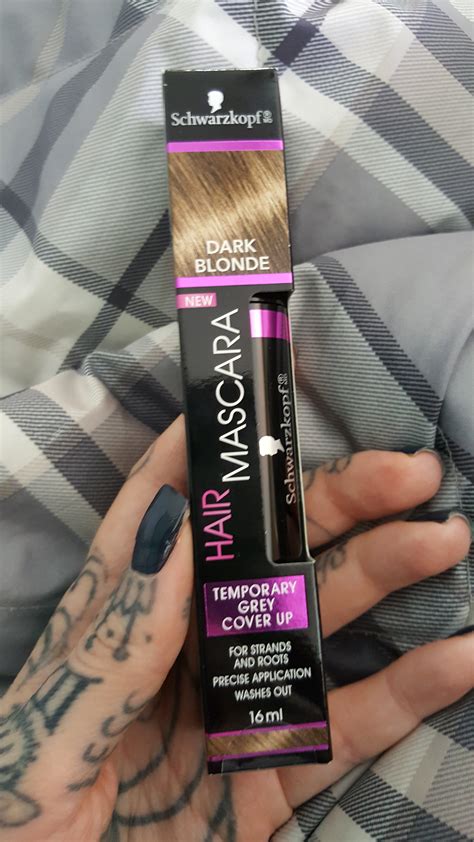 Schwarzkopf
DARK
BLONDE
NEW
HAIR
MASCARA
Schwarzkopf
TEMPORARY
GREY
COVER UP
FOR STRANDS
AND ROOTS
PRECISE APPLICATION
WASHES OUT
16ml